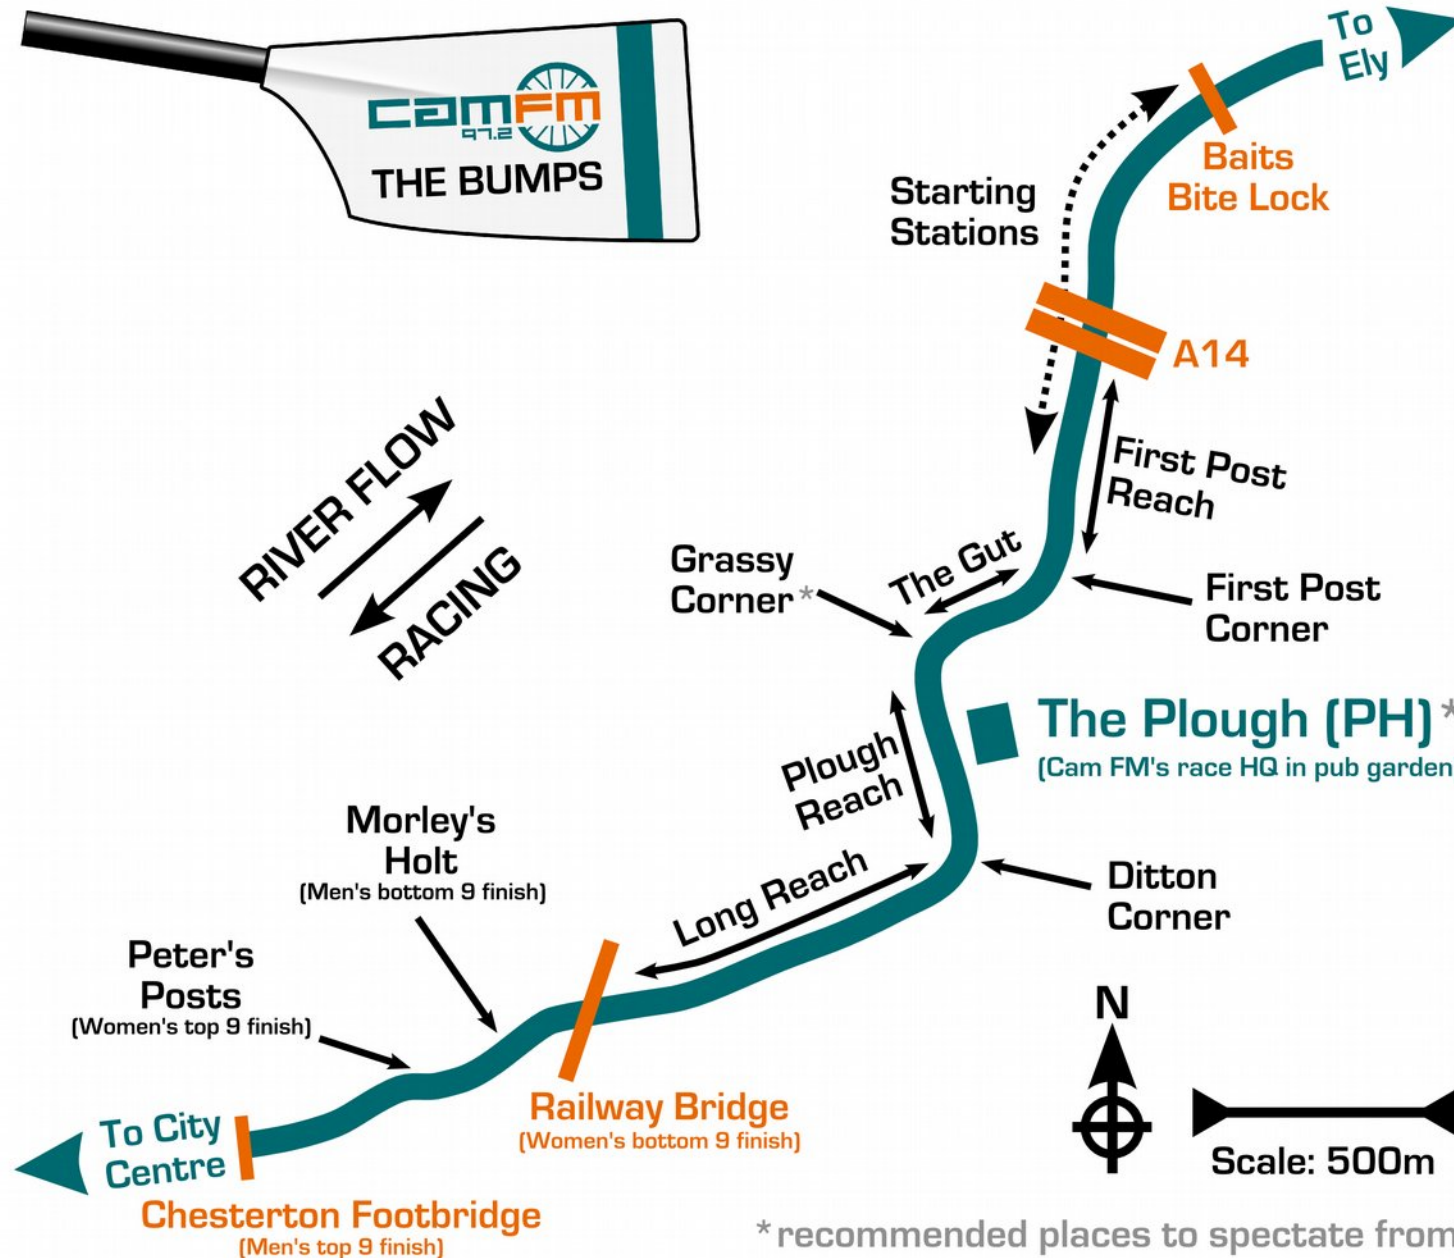 camFM
97.2
THE BUMPS
To
Ely
Baits
Bite Lock
Starting
Stations
A14
First Post
Reach
RIVER FLOW
RACING
Grassy
Corner*
The Gut
First Post
Corner
The Plough (PH)*
(Cam FM's race HQ in pub garden
Plough
Reach
Morley's
Holt
(Men's bottom 9 finish)
Long Reach
Ditton
Corner
Peter's
Posts
(Women's top 9 finish)
N
Railway Bridge
(Women's bottom 9 finish)
To City
Centre
Scale: 500m
Chesterton Footbridge
(Men's top 9 finish)
*recommended places to spectate from